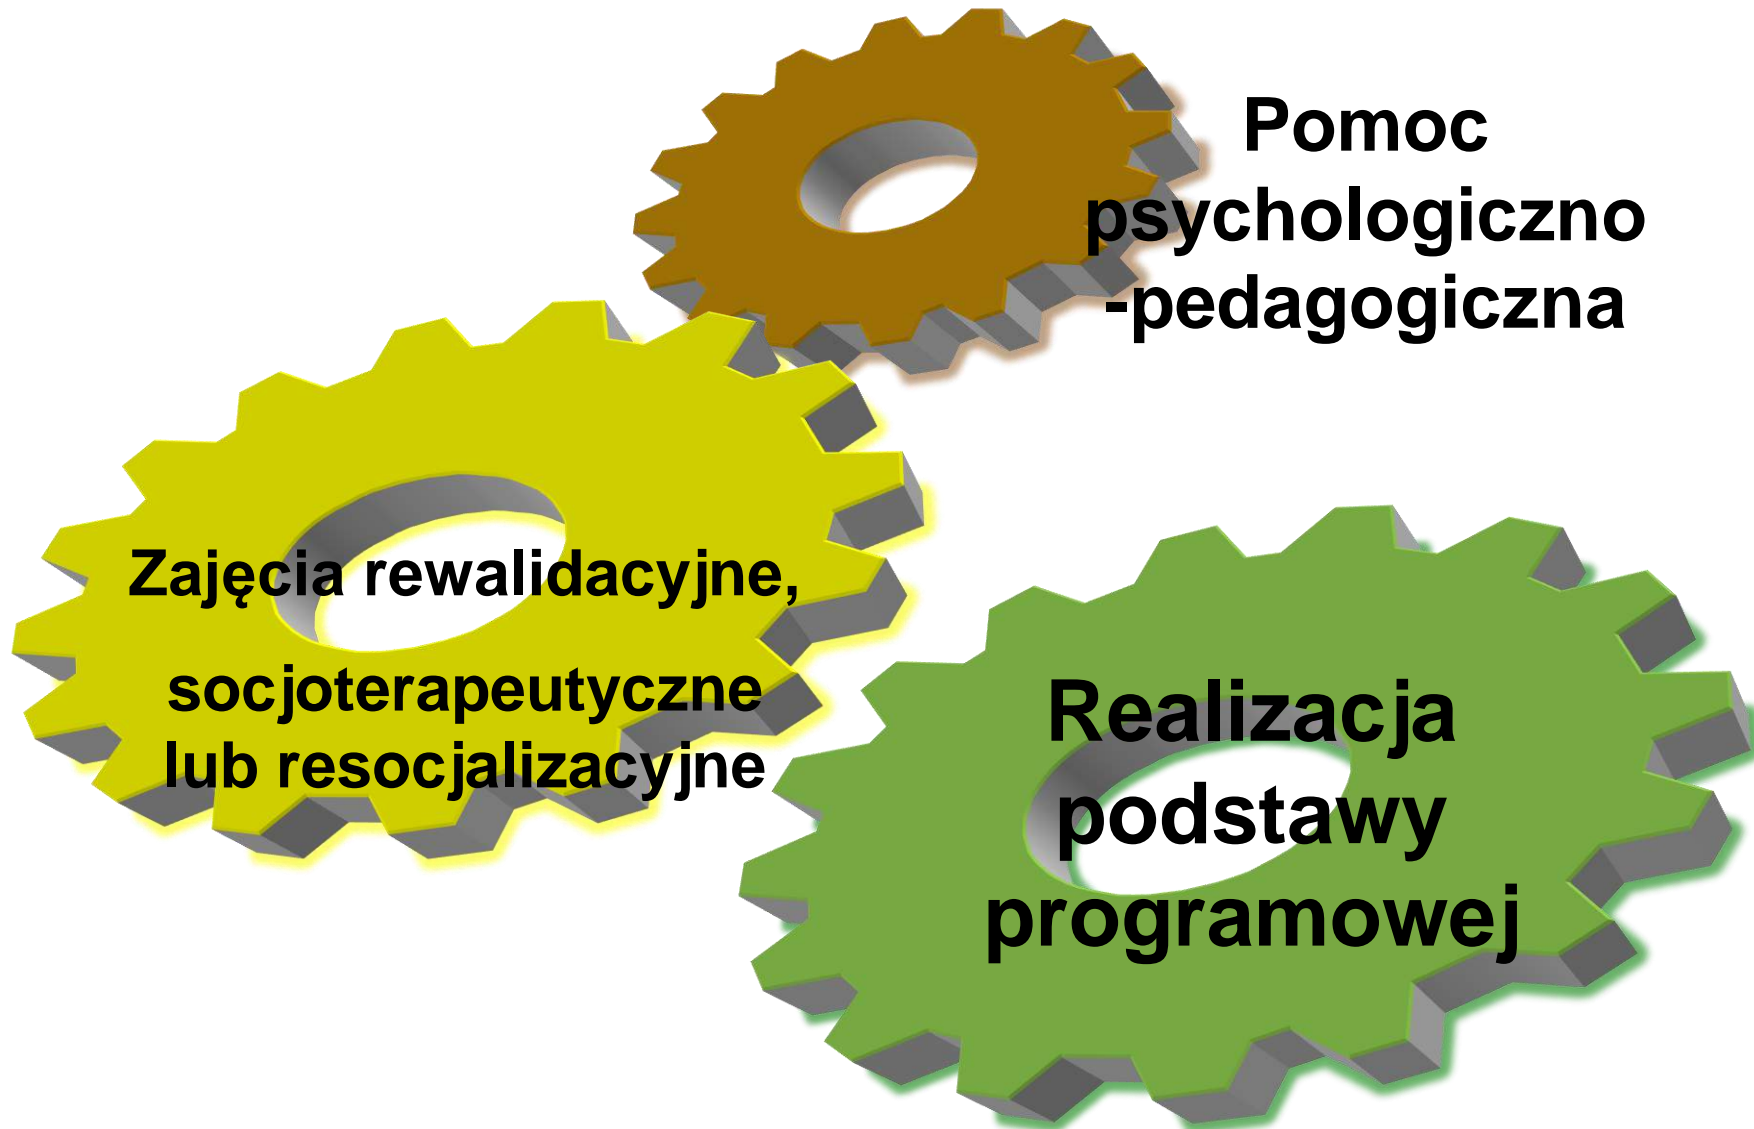 Pomoc
psychologiczno
-pedagogiczna
Zajęcia rewalidacyjne,
socjoterapeutyczne
lub resocjalizacyjne
Realizacja
podstawy
programowej